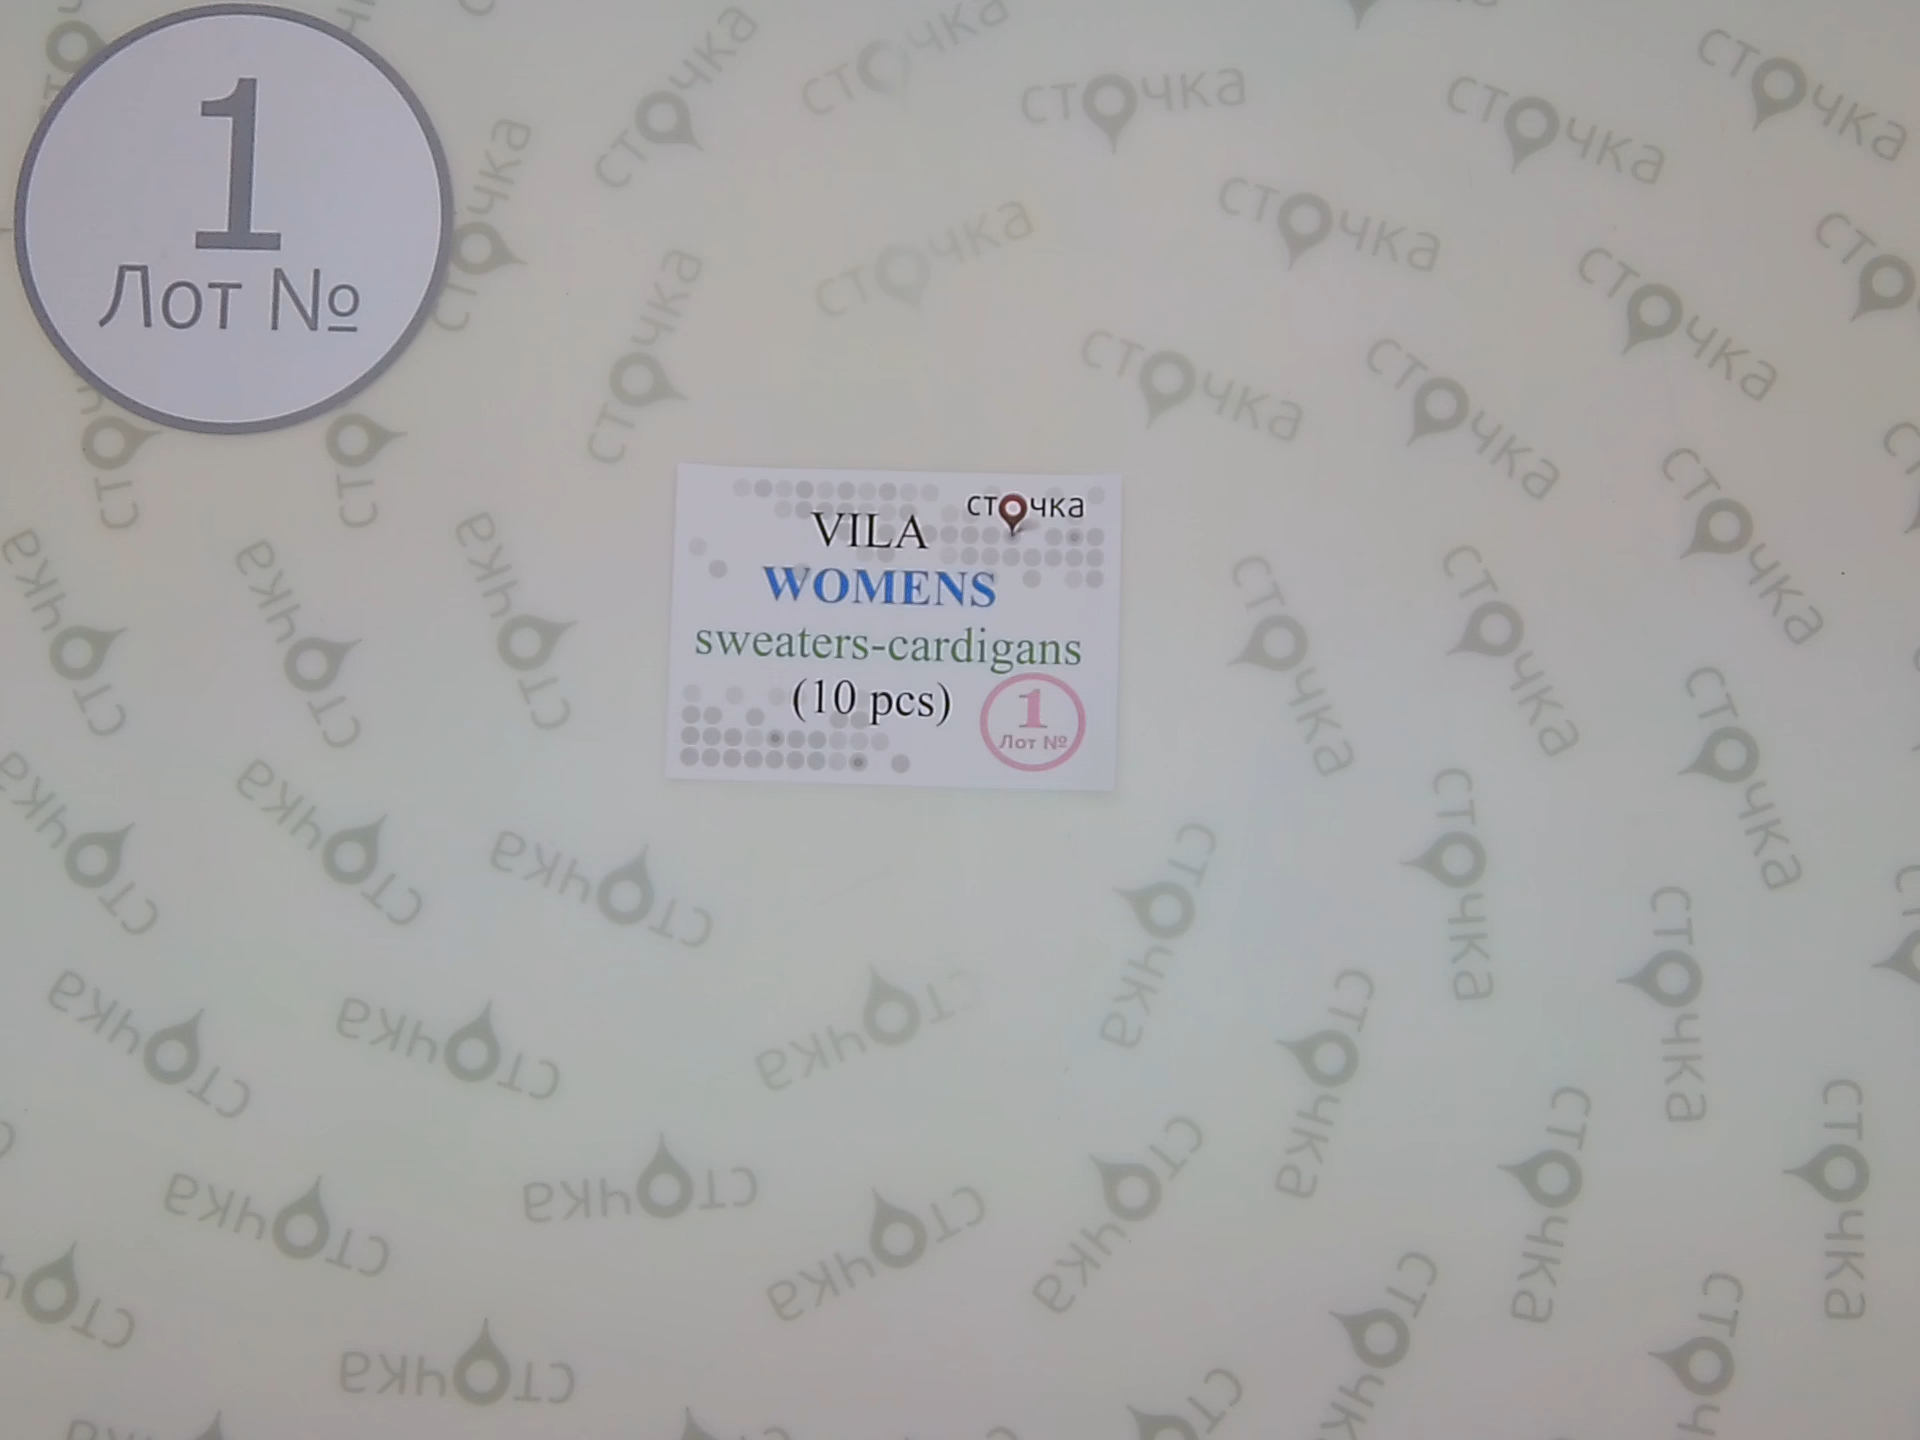 1
Лот №
сточка
VILA
WOMENS
sweaters-cardigans
(10 pcs)
1
Лот №